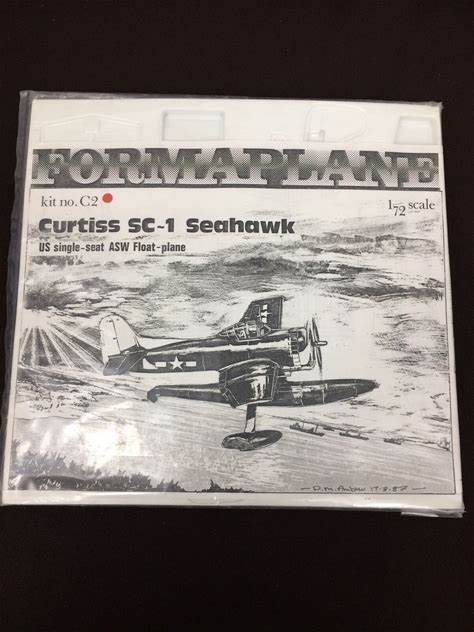 FORMAPLANE
kit no. C2
1/72 scale
Curtiss SC-1 Seahawk
US single-seat ASW Float-plane